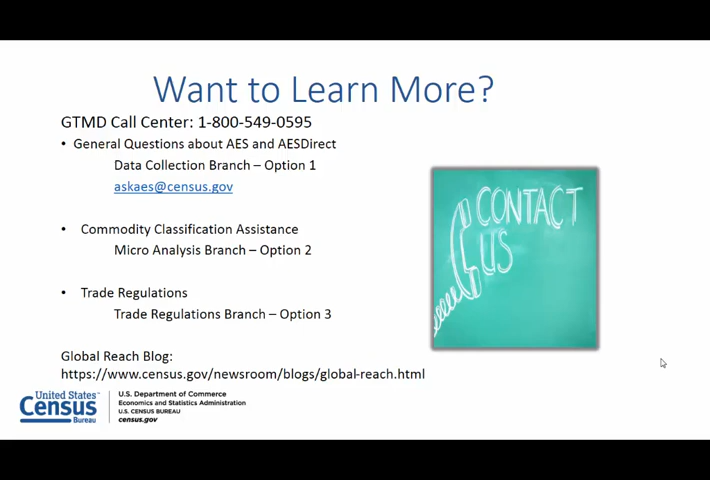 Want to Learn More?
GTMD Call Center: 1-800-549-0595
• General Questions about AES and AESDirect
Data Collection Branch – Option 1
askaes@census.gov
• Commodity Classification Assistance
Micro Analysis Branch – Option 2
• Trade Regulations
Trade Regulations Branch – Option 3
Global Reach Blog:
https://www.census.gov/newsroom/blogs/global-reach.html
CONTACT
US
United States™
Census
Bureau
U.S. Department of Commerce
Economics and Statistics Administration
U.S. CENSUS BUREAU
census.gov